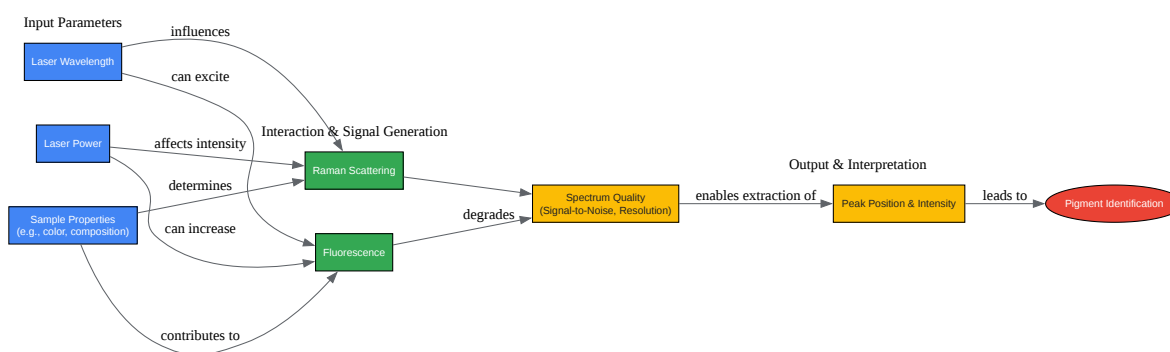 Input Parameters
Laser Wavelength
influences
can excite
Laser Power
affects intensity
Interaction & Signal Generation
Raman Scattering
determines
Sample Properties
(e.g., color, composition)
can increase
Fluorescence
contributes to
degrades
Spectrum Quality
(Signal-to-Noise, Resolution)
enables extraction of
Output & Interpretation
Peak Position & Intensity
leads to
Pigment Identification